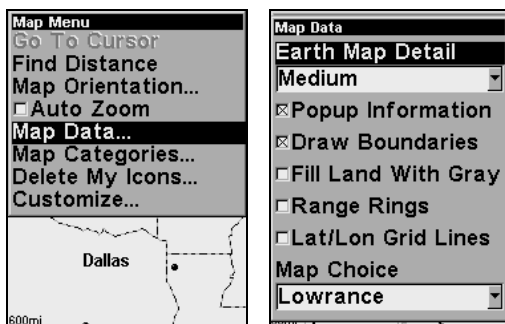 Map Menu
Go To Cursor
Find Distance
Map Orientation...
Auto Zoom
Map Data...
Map Categories...
Delete My Icons...
Customize...
Dallas
600mi
Map Data
Earth Map Detail
Medium
Popup Information
Draw Boundaries
Fill Land With Gray
Range Rings
Lat/Lon Grid Lines
Map Choice
Lowrance